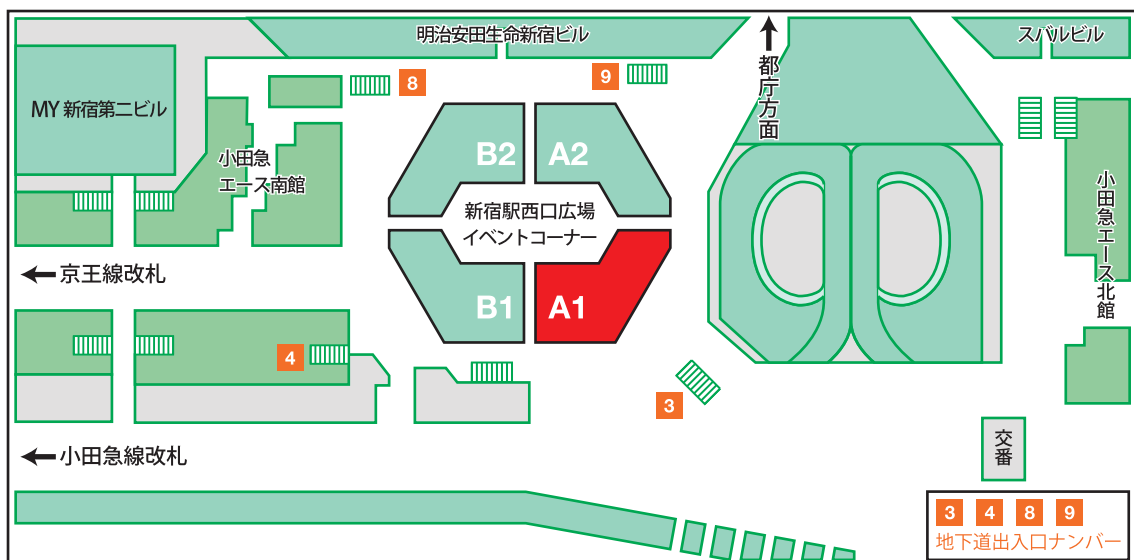 明治安田生命新宿ビル
スバルビル
都庁方面
8
9
MY 新宿第二ビル
小田急
エース南館
B2
A2
小田急エース北館
新宿駅西口広場
イベントコーナー
京王線改札
B1
A1
4
3
交番
小田急線改札
3 4 8 9
地下道出入口ナンバー